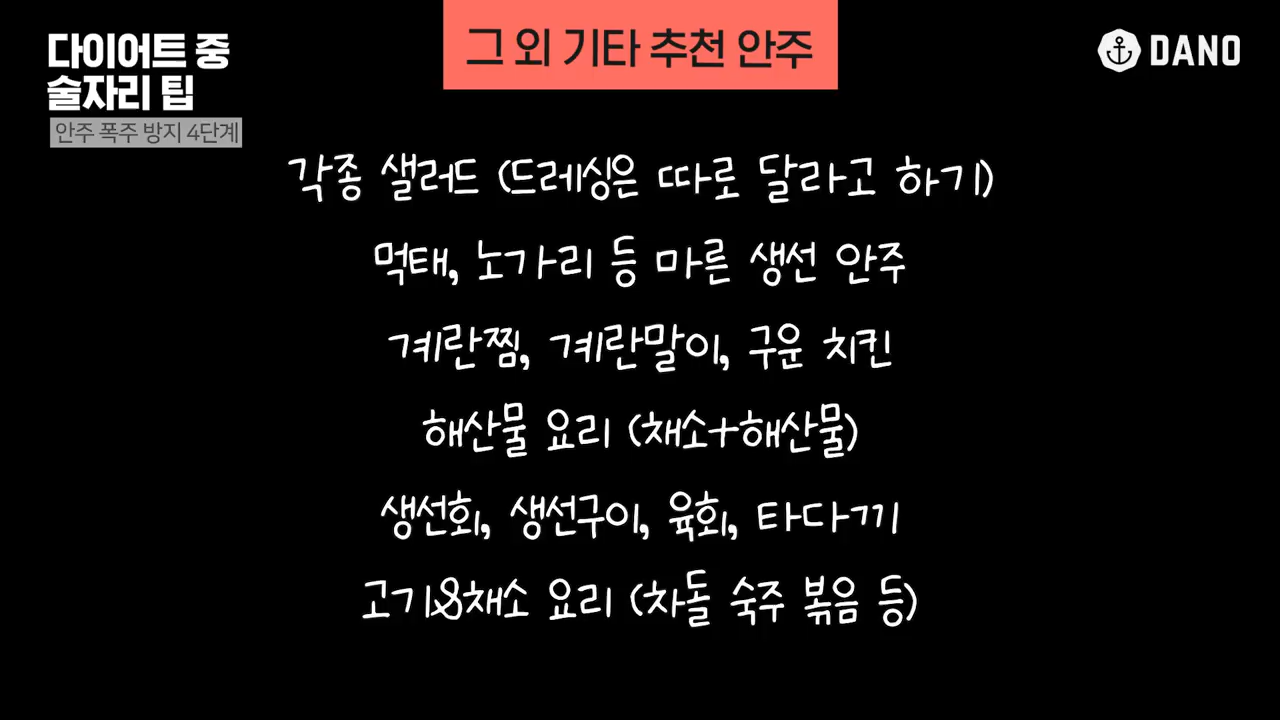 다이어트 중
술자리 팁
안주 폭주 방지 4단계
그 외 기타 추천 안주
DANO
각종 샐러드 (드레싱은 따로 달라고 하기)
먹태, 노가리 등 마른 생선 안주
계란찜, 계란말이, 구운 치킨
해산물 요리 (채소+해산물)
생선회, 생선구이, 육회, 타다끼
고기&채소 요리 (차돌 숙주 볶음 등)